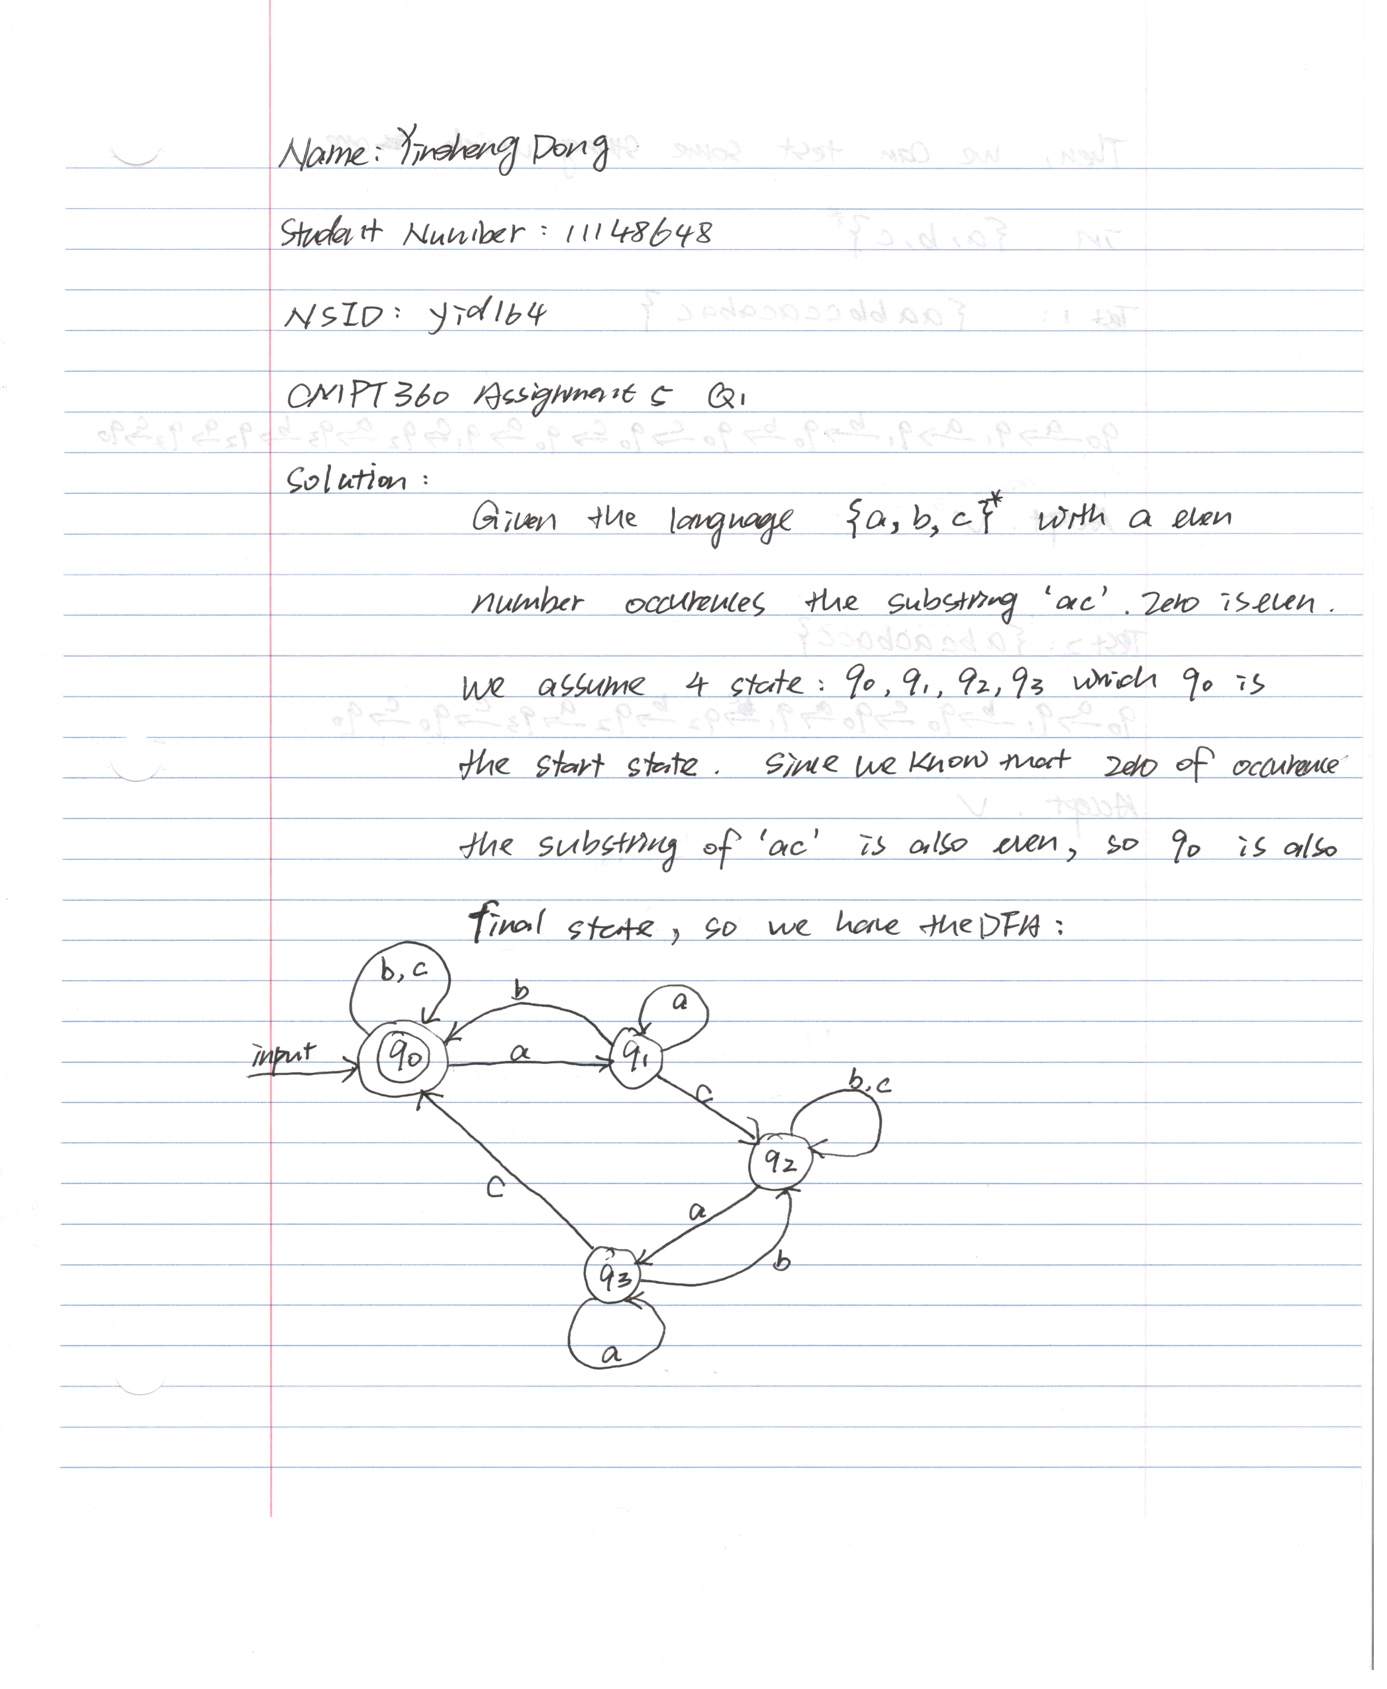 Name: Yinsheng Dong
Student Number: 11148648
NSID: yid164
CMPT360 Assignment 5 Q1
Solution:
Given the language {a, b, c}* with a even
number occurences the substring 'ac'. Zero is even.
we assume 4 state: q0, q1, q2, q3 which q0 is
the start state. Since we know that zero of occurence
the substring of 'ac' is also even, so q0 is also
final state, so we have the DFA:
b, c
b
a
input
q0
a
q1
c
b, c
q2
c
a
q3
b
a